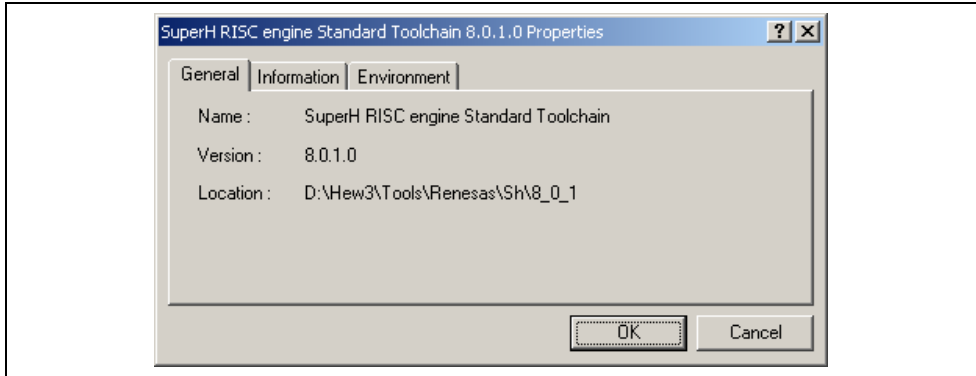 SuperH RISC engine Standard Toolchain 8.0.1.0 Properties
General Information Environment
Name : SuperH RISC engine Standard Toolchain
Version : 8.0.1.0
Location : D:\Hew3\Tools\Renesas\Sh\8_0_1
OK Cancel